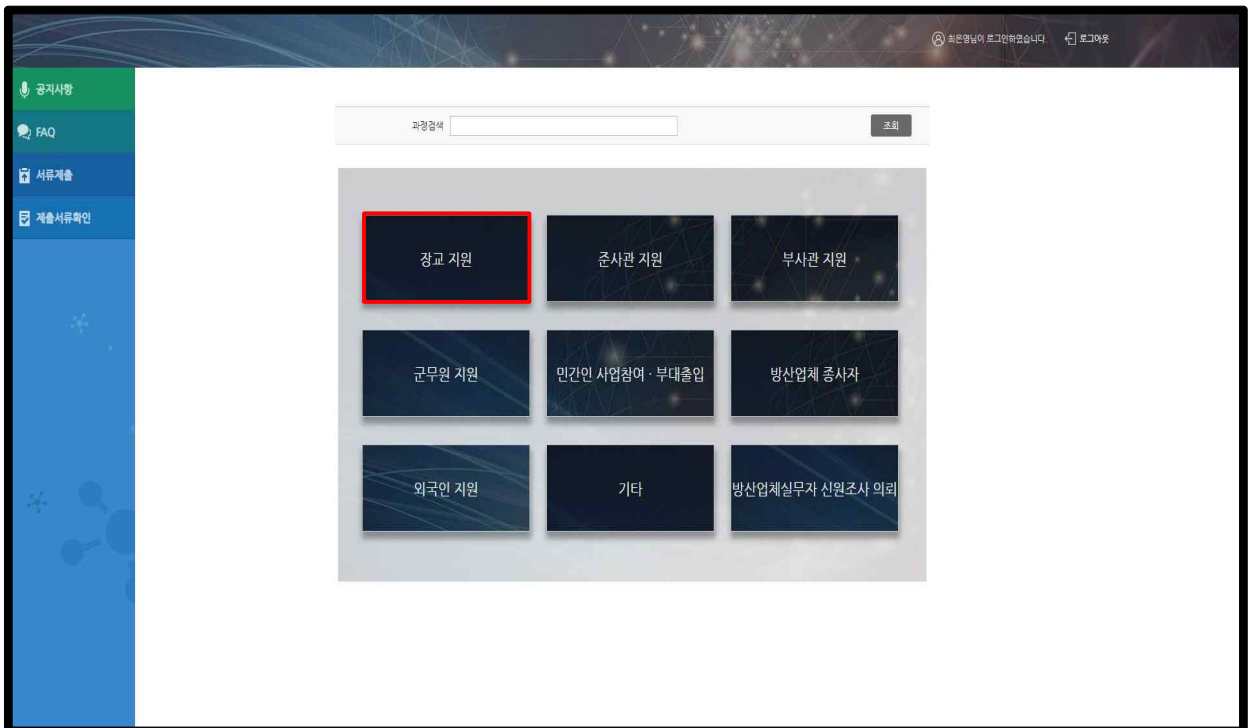 최은영님이 로그인하였습니다. 로그아웃
공지사항
FAQ
서류제출
제출서류확인
과정검색 조회
장교 지원 준사관 지원 부사관 지원
군무원 지원 민간인 사업참여 · 부대출입 방산업체 종사자
외국인 지원 기타 방산업체실무자 신원조사 의뢰